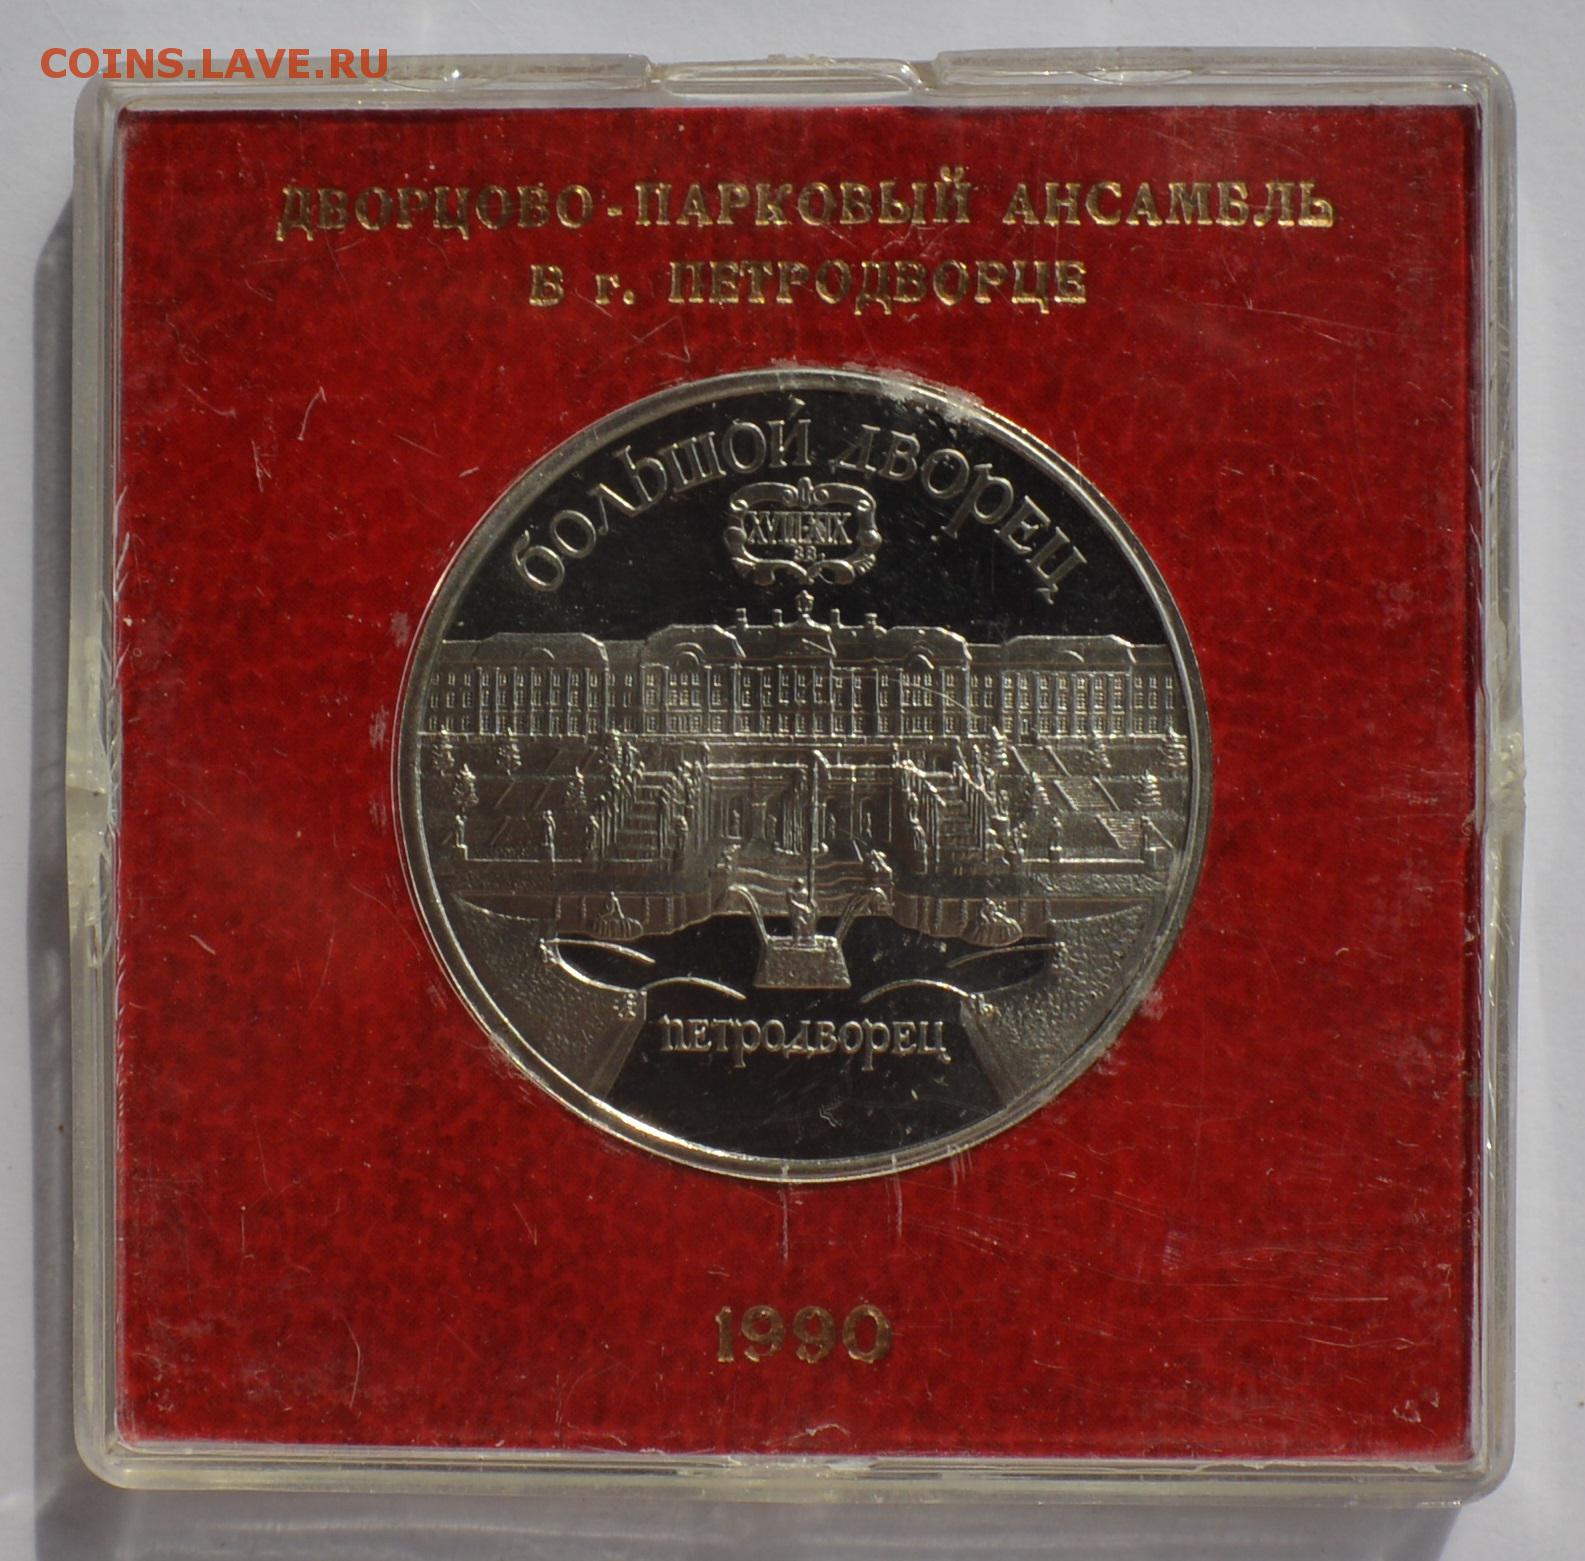 COINS.LAVE.RU
ДВОРЦОВО-ПАРКОВЫЙ АНСАМБЛЬ
В г. ПЕТРОДВОРЦЕ
БОЛЬШОЙ ДВОРЕЦ
XVIII-XIX
ВВ.
ПЕТРОДВОРЕЦ
1990